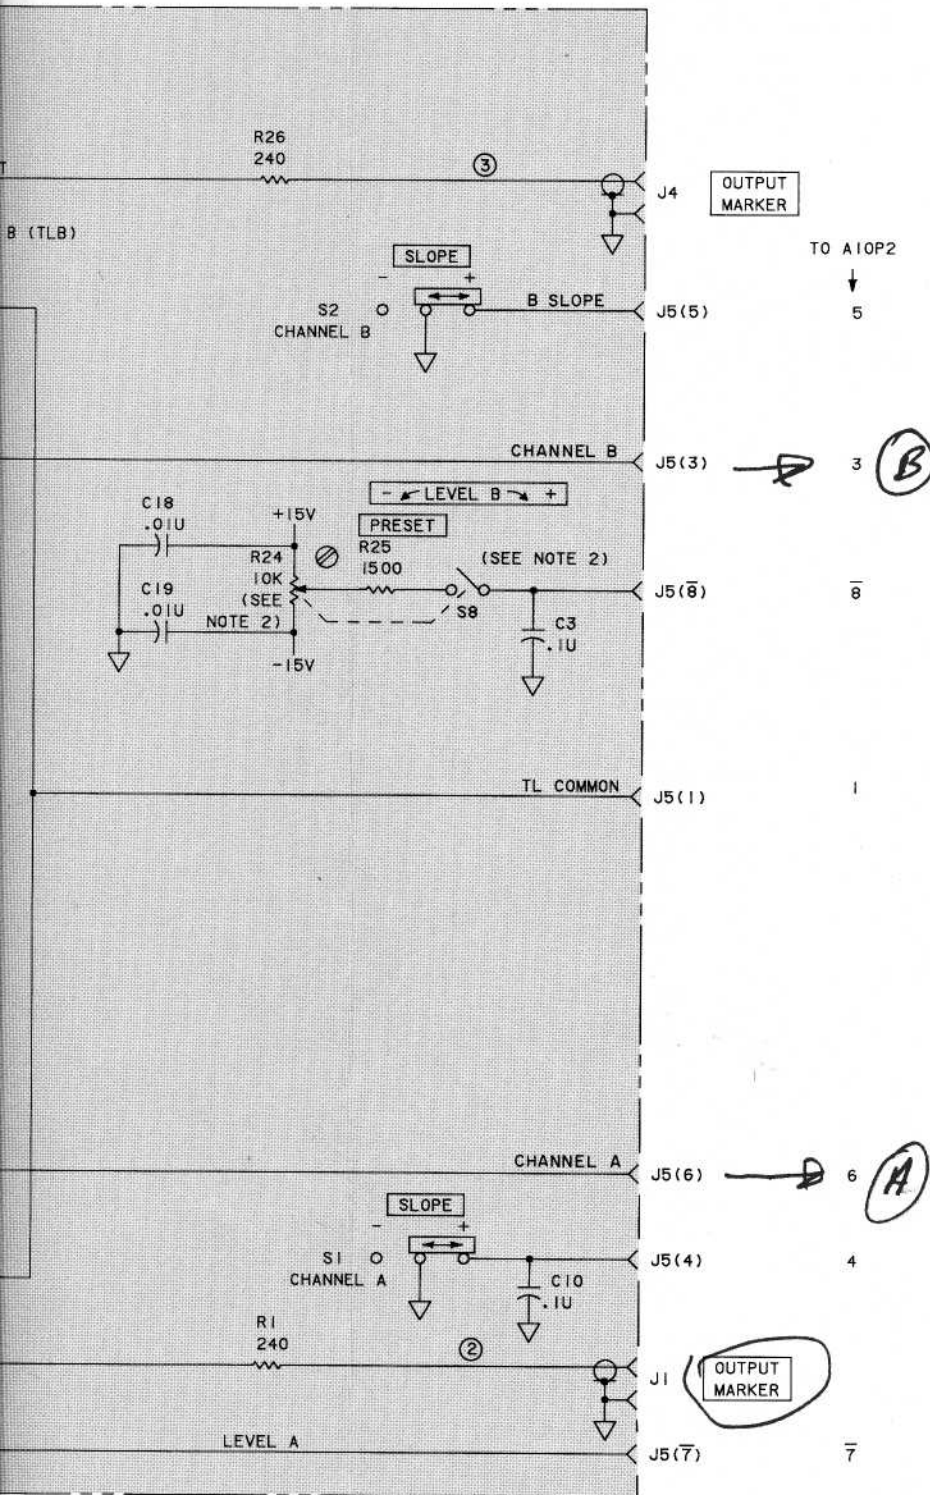 R26
240
T
③
J4
OUTPUT
MARKER
B (TLB)
TO A10P2
SLOPE
- +
S2
CHANNEL B
B SLOPE
J5(5)
5
CHANNEL B
J5(3)
3
B
- LEVEL B +
C18
.01U
+15V
PRESET
R24
10K
(SEE
NOTE 2)
R25
1500
(SEE NOTE 2)
S8
J5(8̅)
8̅
C19
.01U
C3
.1U
-15V
TL COMMON
J5(1)
1
CHANNEL A
J5(6)
6
A
SLOPE
- +
S1
CHANNEL A
J5(4)
4
C10
.1U
R1
240
②
J1
OUTPUT
MARKER
LEVEL A
J5(7̅)
7̅